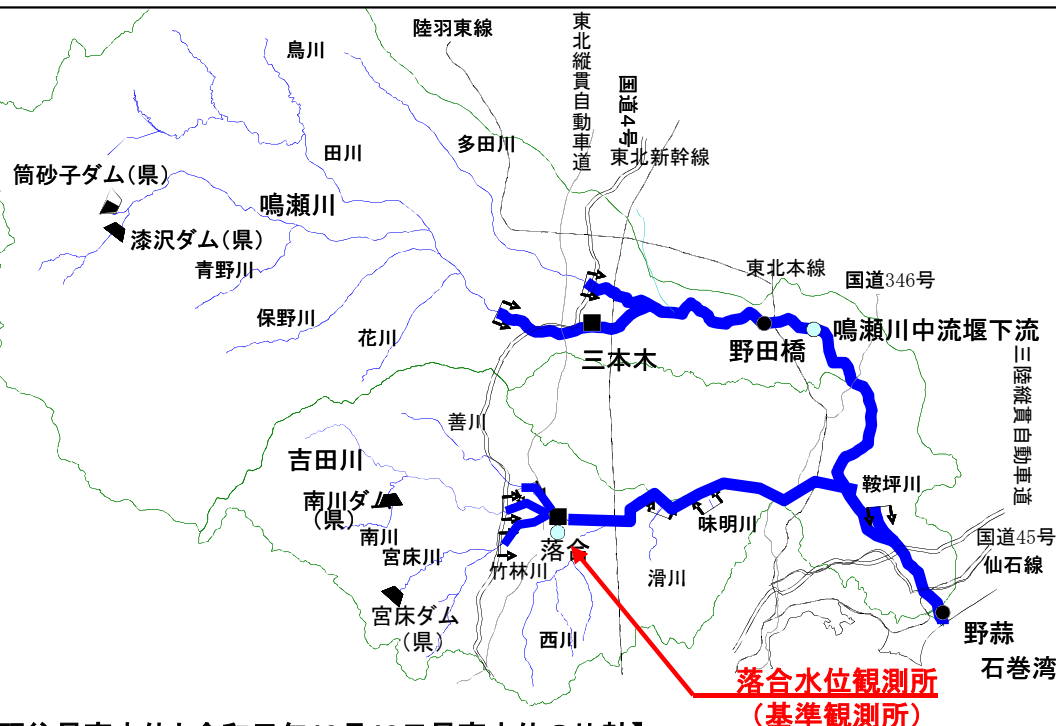 陸羽東線
東北縦貫自動車道
鳥川
国道4号
多田川
東北新幹線
田川
筒砂子ダム(県)
鳴瀬川
漆沢ダム(県)
青野川
東北本線
国道346号
保野川
花川
鳴瀬川中流堰下流
野田橋
三本木
三陸縦貫自動車道
善川
吉田川
南川ダム
(県)
鞍坪川
味明川
南川
宮床川
落合
国道45号
仙石線
竹林川
滑川
宮床ダム
(県)
西川
野蒜
石巻湾
落合水位観測所
(基準観測所)